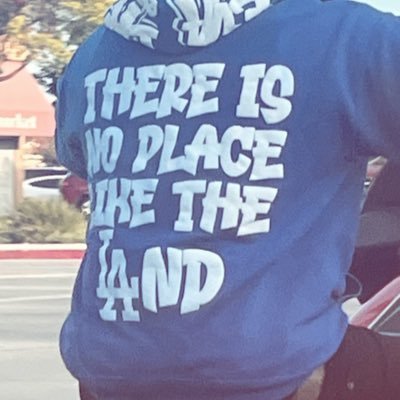 THERE IS
NO PLACE
LIKE THE
LAND